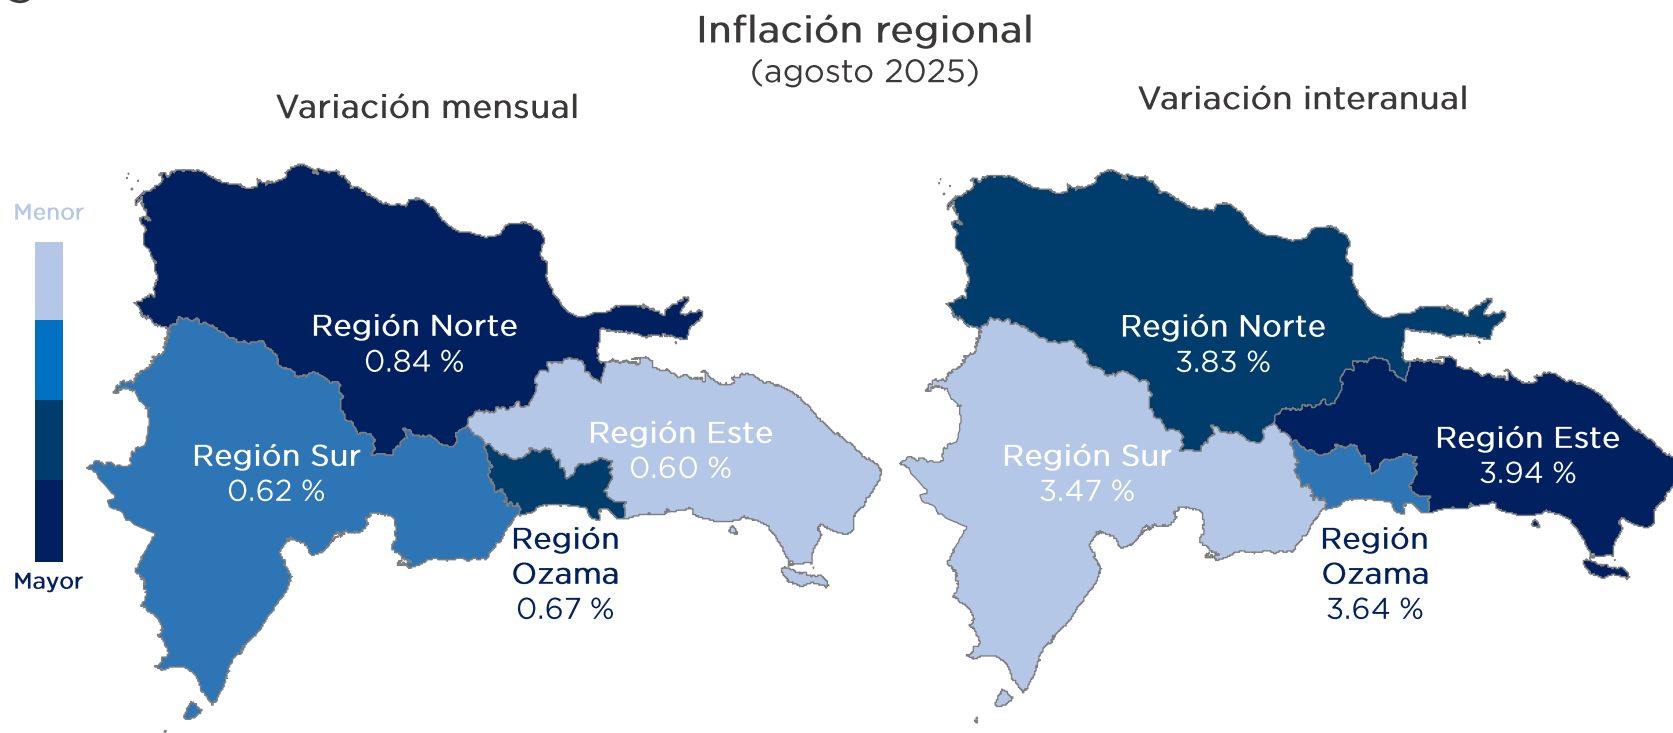 Inflación regional
(agosto 2025)
Variación mensual
Variación interanual
Menor
Mayor
Región Norte
0.84 %
Región Sur
0.62 %
Región Este
0.60 %
Región
Ozama
0.67 %
Región Norte
3.83 %
Región Sur
3.47 %
Región Este
3.94 %
Región
Ozama
3.64 %